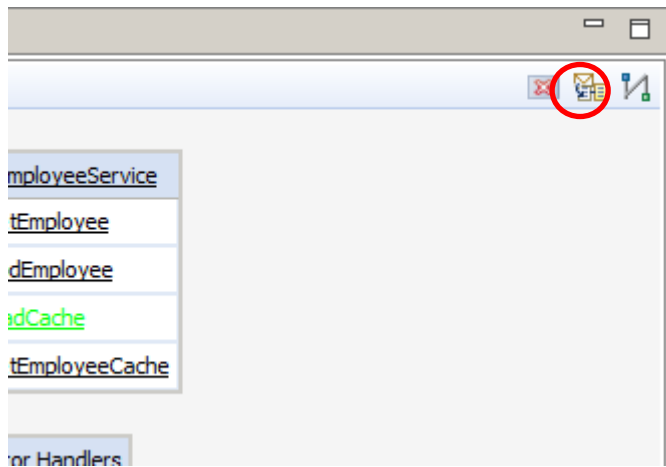 mployeeService
tEmployee
dEmployee
adCache
tEmployeeCache
or Handlers